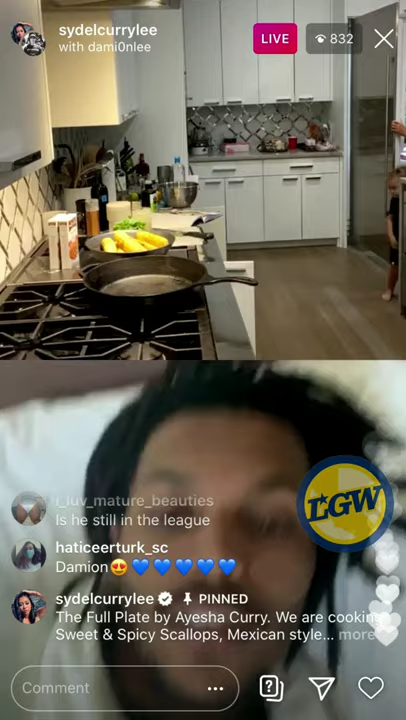 sydelcurrylee
with dami0nlee
LIVE
832
i_luv_mature_beauties
Is he still in the league
haticeerturk_sc
Damion😍💙💙💙💙💙
sydelcurrylee PINNED
The Full Plate by Ayesha Curry. We are cooking
Sweet & Spicy Scallops, Mexican style... more
LGW
Comment